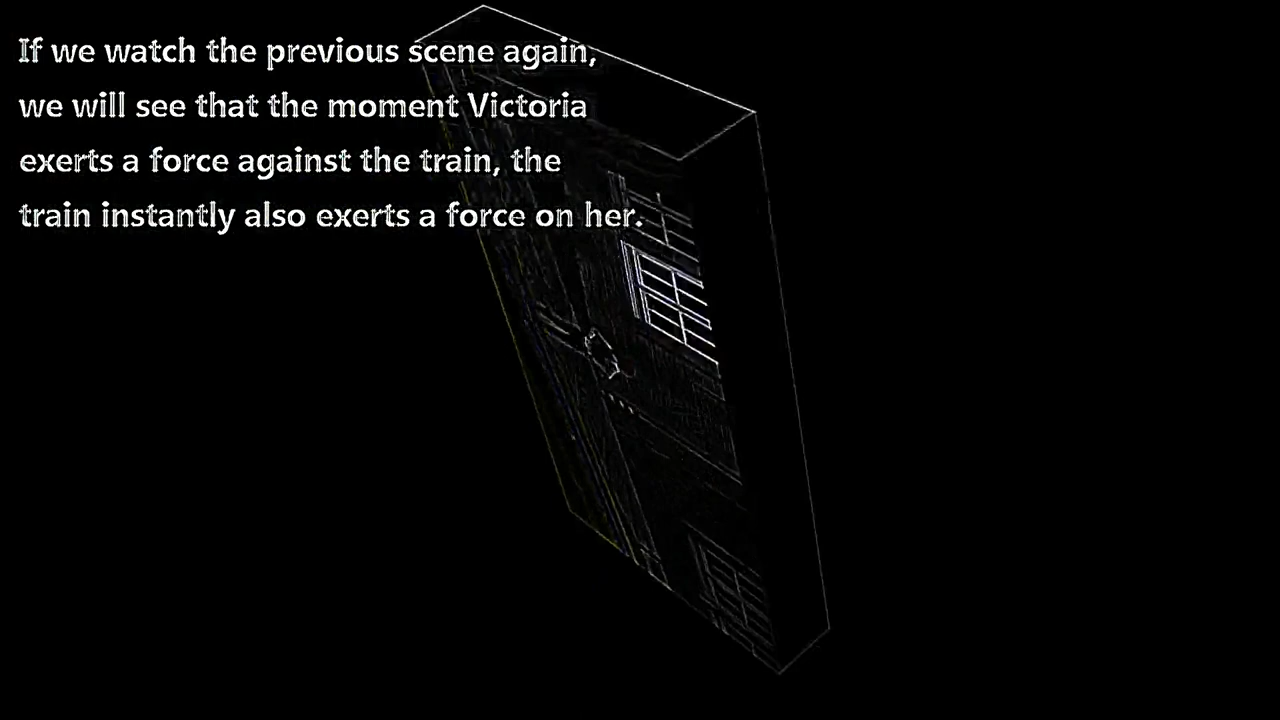 If we watch the previous scene again,
we will see that the moment Victoria
exerts a force against the train, the
train instantly also exerts a force on her.